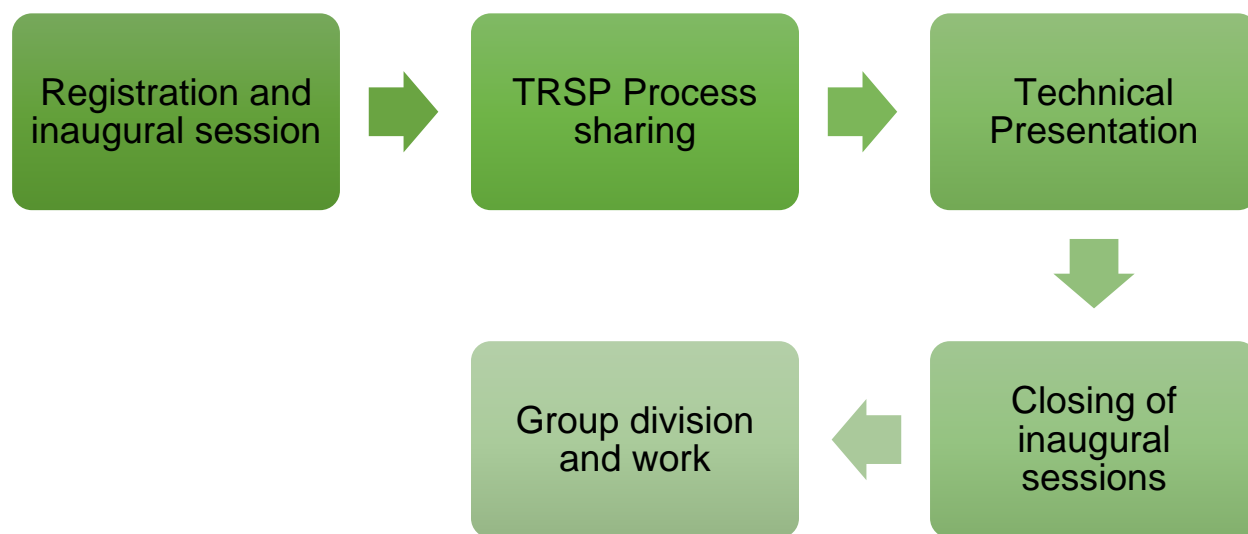 Registration and
inaugural session
TRSP Process
sharing
Technical
Presentation
Closing of
inaugural
sessions
Group division
and work